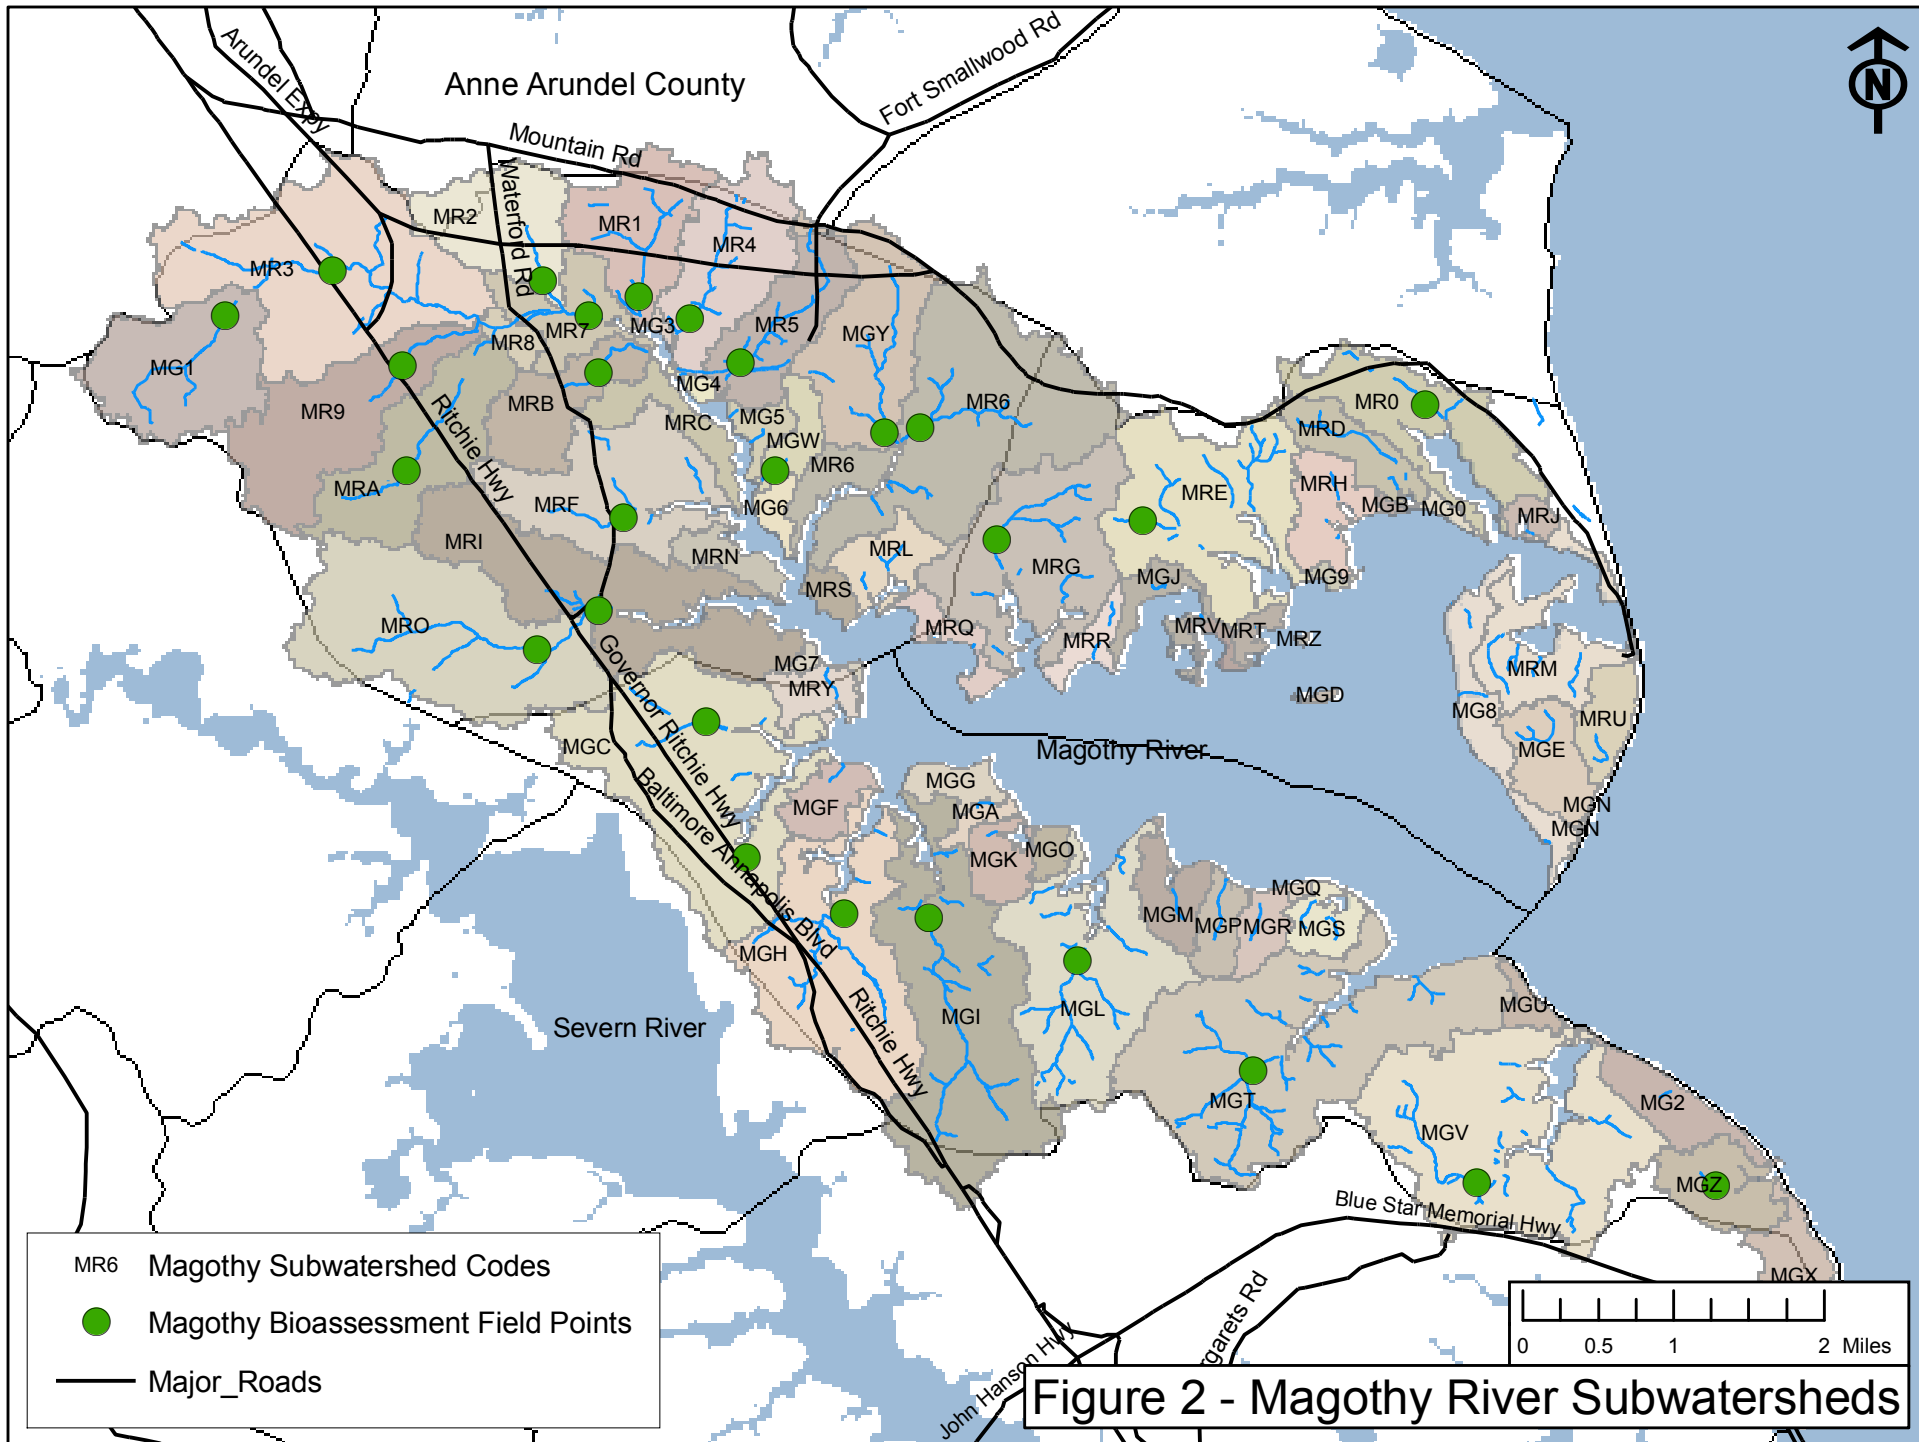 Arundel Expy
Anne Arundel County
Fort Smallwood Rd
N
Mountain Rd
Waterford Rd
MR2
MR1
MR4
MR3
MG3
MR5
MR7
MR8
MGY
MG1
MG4
MR9
MRB
MRC
MG5
MGW
MR6
MR6
MR0
MRD
MRA
Ritchie Hwy
MRF
MG6
MRE
MRH
MGB
MG0
MRJ
MRI
MRN
MRL
MRG
MGJ
MG9
MRS
MRO
MRQ
MRR
MRV
MRT
MRZ
MG7
MRY
MGD
MRM
MG8
MRU
MGE
Governor Ritchie Hwy
MGC
Magothy River
Baltimore Annapolis Blvd
MGF
MGG
MGA
MGN
MGN
MGK
MGO
MGQ
MGM
MGP
MGR
MGS
MGH
Ritchie Hwy
MGI
MGL
MGU
Severn River
MGT
MGV
MG2
MGZ
Blue Star Memorial Hwy
MGX
MR6 Magothy Subwatershed Codes
Magothy Bioassessment Field Points
Major_Roads
John Hanson Hwy
rgarets Rd
0 0.5 1 2 Miles
Figure 2 - Magothy River Subwatersheds